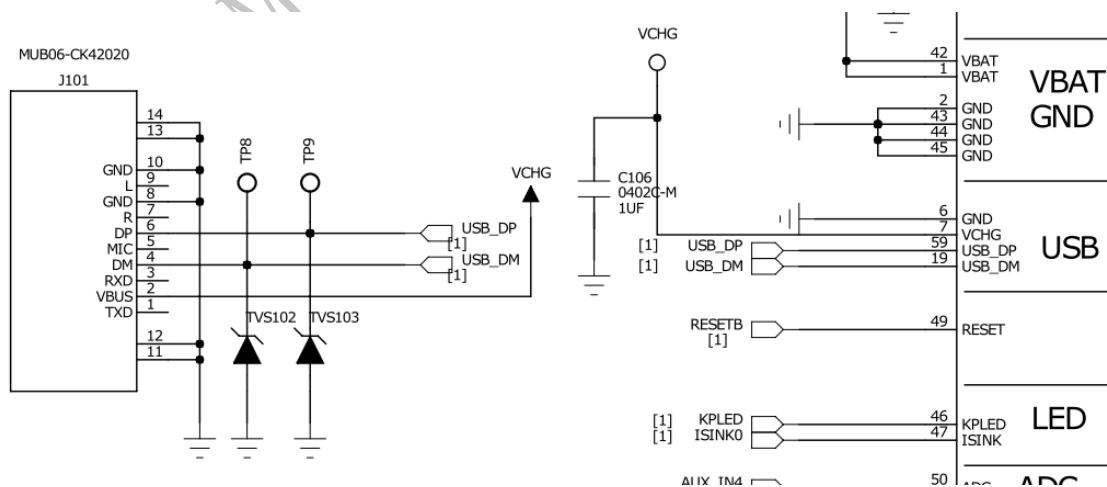 MUB06-CK42020
J101
14
13
GND 10
L 9
GND 8
R 7
DP 6
MIC 5
DM 4
RXD 3
VBUS 2
TXD 1
12
11
TP8
TP9
VCHG
USB_DP
[1]
USB_DM
[1]
TVS102
TVS103
VCHG
C106
0402C-M
1UF
42 VBAT
1 VBAT
VBAT
GND
2 GND
43 GND
44 GND
45 GND
6 GND
7 VCHG
[1] USB_DP 59 USB_DP
[1] USB_DM 19 USB_DM
USB
RESETB
[1]
49 RESET
[1] KPLED 46 KPLED
[1] ISINK0 47 ISINK
LED
AUX_IN4 50 ADC
ADC